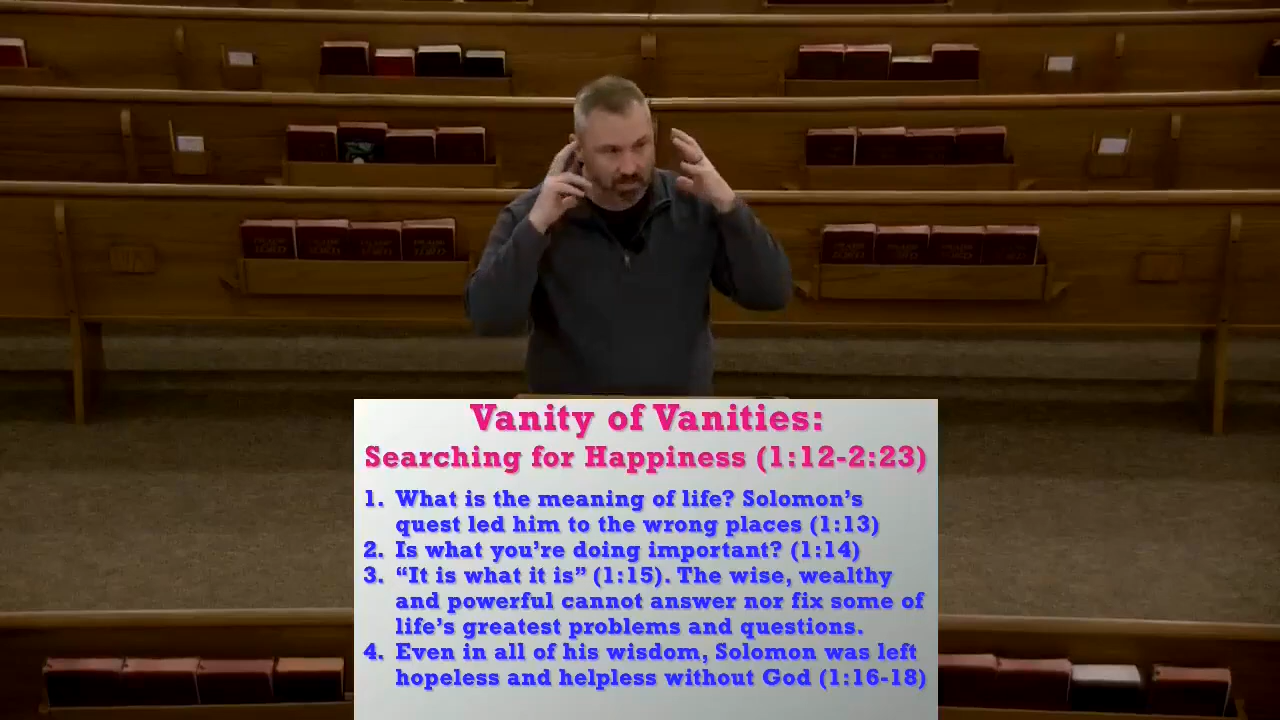 Vanity of Vanities:
Searching for Happiness (1:12-2:23)
1. What is the meaning of life? Solomon’s
quest led him to the wrong places (1:13)
2. Is what you’re doing important? (1:14)
3. “It is what it is” (1:15). The wise, wealthy
and powerful cannot answer nor fix some of
life’s greatest problems and questions.
4. Even in all of his wisdom, Solomon was left
hopeless and helpless without God (1:16-18)